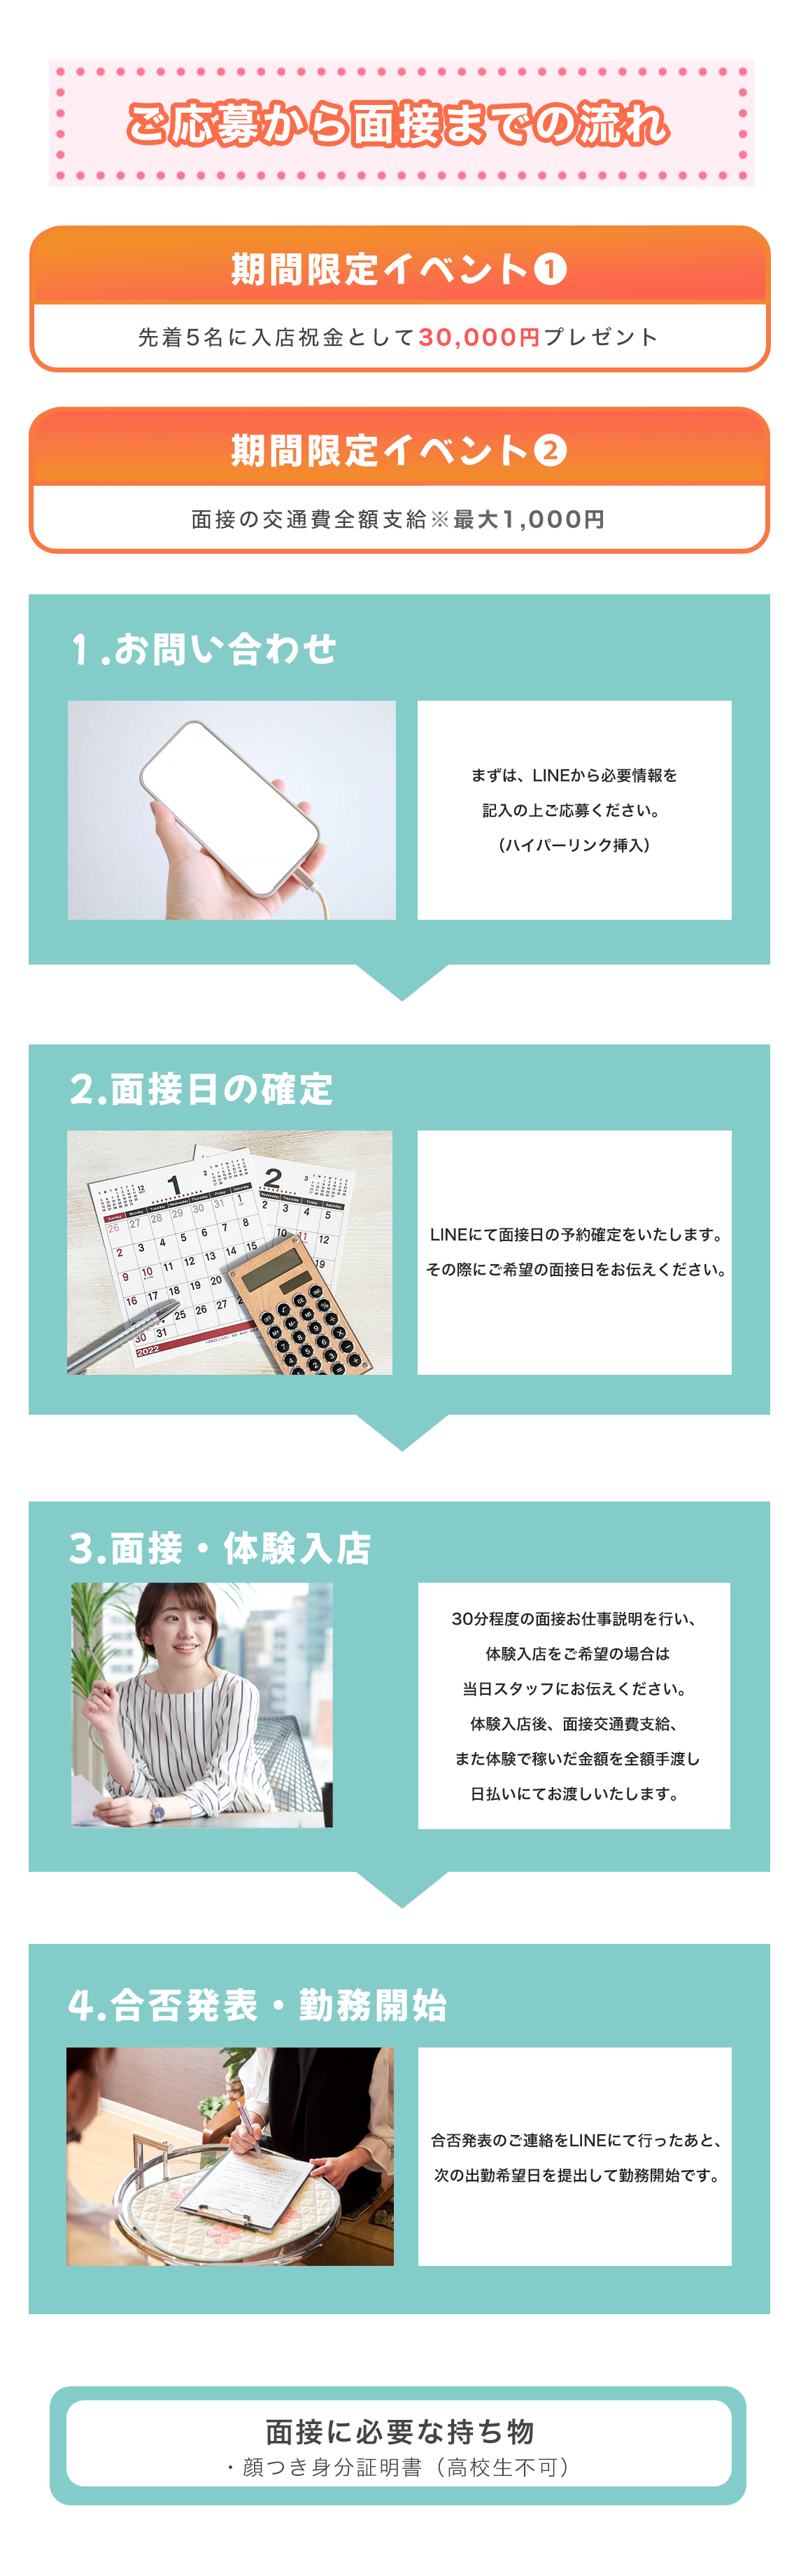 ご応募から面接までの流れ
期間限定イベント❶
先着5名に入店祝金として30,000円プレゼント
期間限定イベント❷
面接の交通費全額支給※最大1,000円
1.お問い合わせ
まずは、LINEから必要情報を
記入の上ご応募ください。
（ハイパーリンク挿入）
2.面接日の確定
LINEにて面接日の予約確定をいたします。
その際にご希望の面接日をお伝えください。
3.面接・体験入店
30分程度の面接お仕事説明を行い、
体験入店をご希望の場合は
当日スタッフにお伝えください。
体験入店後、面接交通費支給、
また体験で稼いだ金額を全額手渡し
日払いにてお渡しいたします。
4.合否発表・勤務開始
合否発表のご連絡をLINEにて行ったあと、
次の出勤希望日を提出して勤務開始です。
面接に必要な持ち物
・顔つき身分証明書（高校生不可）